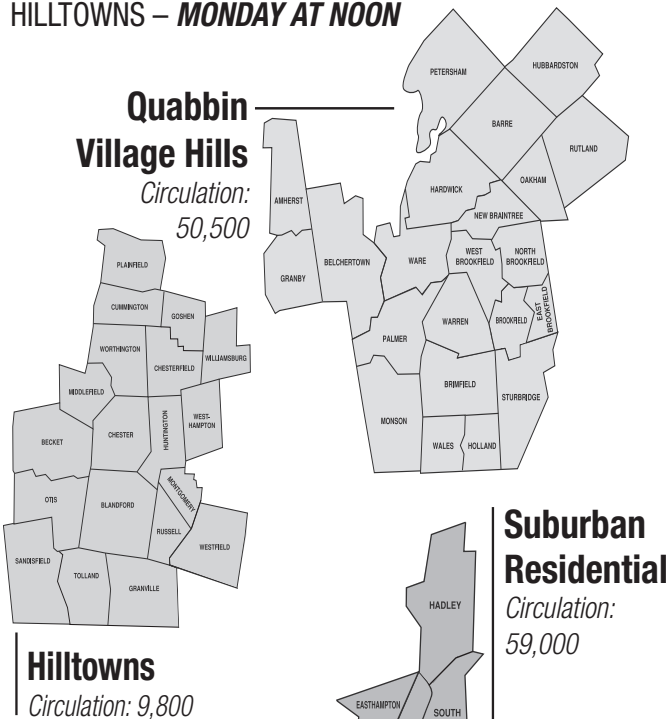 HILLTOWNS – MONDAY AT NOON
Quabbin
Village Hills
Circulation:
50,500
PETERSHAM
HUBBARDSTON
BARRE
RUTLAND
HARDWICK
OAKHAM
NEW BRAINTREE
AMHERST
GRANBY
BELCHERTOWN
WARE
WEST
BROOKFIELD
NORTH
BROOKFIELD
PALMER
WARREN
BROOKFIELD
EAST
BROOKFIELD
MONSON
BRIMFIELD
STURBRIDGE
WALES
HOLLAND
PLAINFIELD
CUMMINGTON
GOSHEN
WORTHINGTON
CHESTERFIELD
WILLIAMSBURG
MIDDLEFIELD
BECKET
CHESTER
HUNTINGTON
WEST-
HAMPTON
OTIS
BLANDFORD
MONTGOMERY
RUSSELL
WESTFIELD
SANDISFIELD
TOLLAND
GRANVILLE
Hilltowns
Circulation: 9,800
Suburban
Residential
Circulation:
59,000
HADLEY
EASTHAMPTON
SOUTH